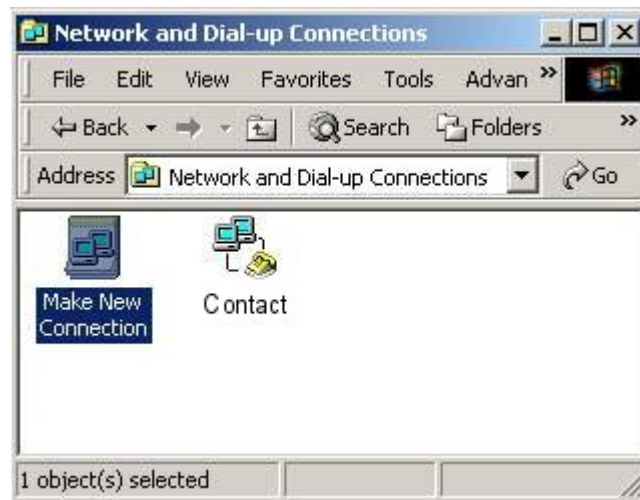 Network and Dial-up Connections
File Edit View Favorites Tools Advan »
Back Search Folders »
Address Network and Dial-up Connections Go
Make New
Connection
Contact
1 object(s) selected